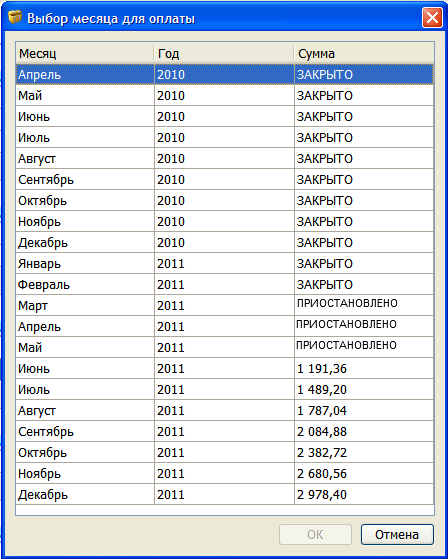 Выбор месяца для оплаты
Месяц Год Сумма
Апрель 2010 ЗАКРЫТО
Май 2010 ЗАКРЫТО
Июнь 2010 ЗАКРЫТО
Июль 2010 ЗАКРЫТО
Август 2010 ЗАКРЫТО
Сентябрь 2010 ЗАКРЫТО
Октябрь 2010 ЗАКРЫТО
Ноябрь 2010 ЗАКРЫТО
Декабрь 2010 ЗАКРЫТО
Январь 2011 ЗАКРЫТО
Февраль 2011 ЗАКРЫТО
Март 2011 ПРИОСТАНОВЛЕНО
Апрель 2011 ПРИОСТАНОВЛЕНО
Май 2011 ПРИОСТАНОВЛЕНО
Июнь 2011 1 191,36
Июль 2011 1 489,20
Август 2011 1 787,04
Сентябрь 2011 2 084,88
Октябрь 2011 2 382,72
Ноябрь 2011 2 680,56
Декабрь 2011 2 978,40
ОК Отмена